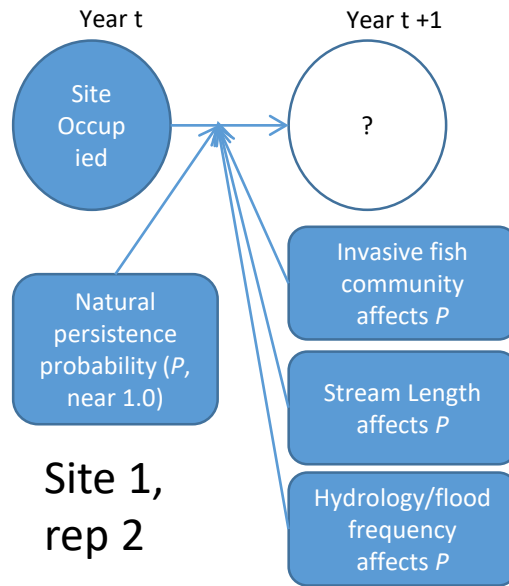 Year t
Year t +1
Site
Occup
ied
?
Natural
persistence
probability (P,
near 1.0)
Invasive fish
community
affects P
Stream Length
affects P
Hydrology/flood
frequency
affects P
Site 1,
rep 2